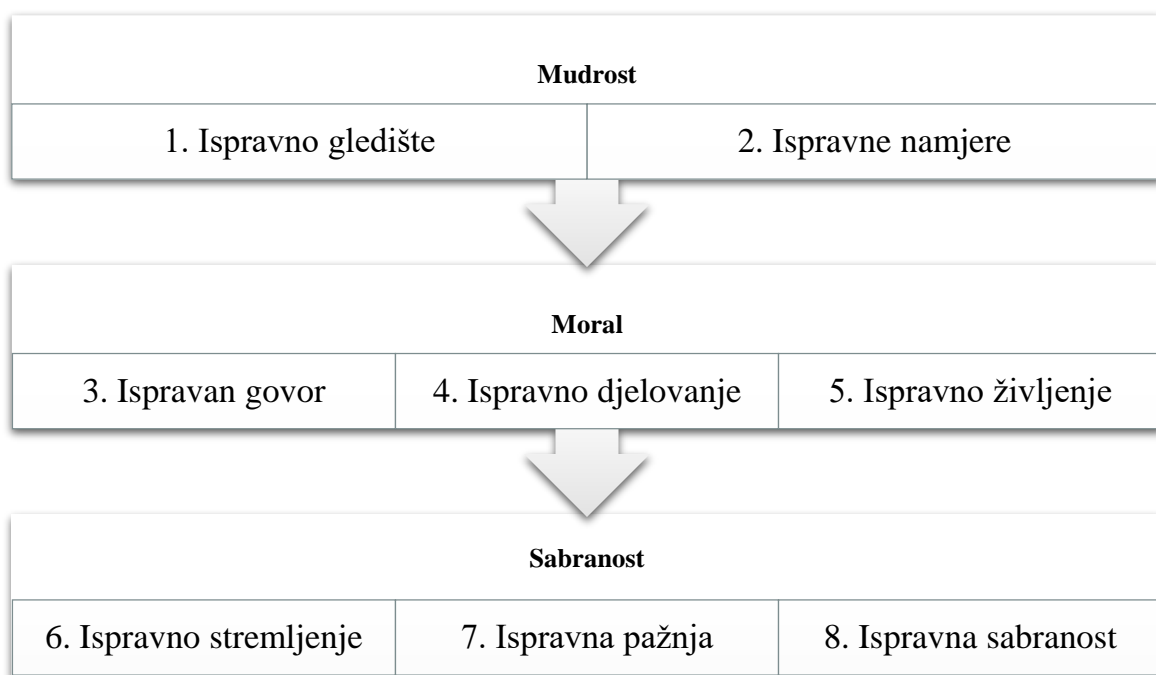 Mudrost
1. Ispravno gledište
2. Ispravne namjere
Moral
3. Ispravan govor
4. Ispravno djelovanje
5. Ispravno življenje
Sabranost
6. Ispravno stremljenje
7. Ispravna pažnja
8. Ispravna sabranost